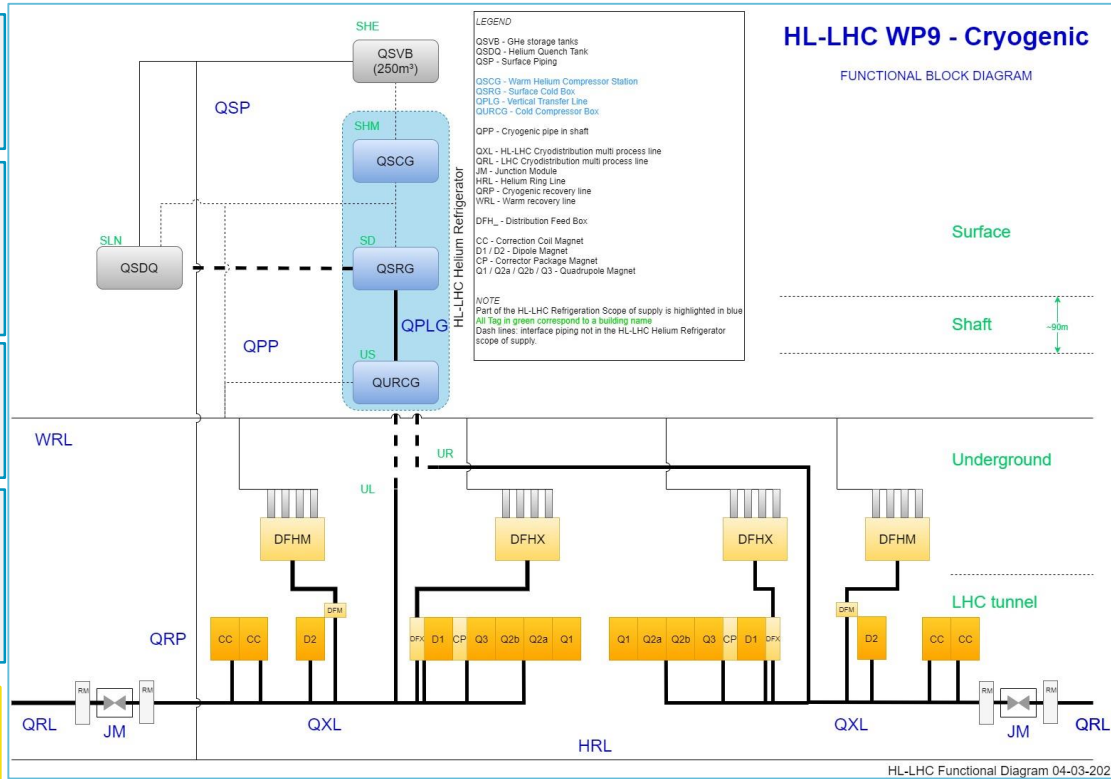 HL-LHC WP9 - Cryogenic
FUNCTIONAL BLOCK DIAGRAM
LEGEND
QSVB - GHe storage tanks
QSDQ - Helium Quench Tank
QSP - Surface Piping
QSCG - Warm Helium Compressor Station
QSRG - Surface Cold Box
QPLG - Vertical Transfer Line
QURCG - Cold Compressor Box
QPP - Cryogenic pipe in shaft
QXL - HL-LHC Cryodistribution multi process line
QRL - LHC Cryodistribution multi process line
JM - Junction Module
HRL - Helium Ring Line
QRP - Cryogenic recovery line
WRL - Warm recovery line
DFH_ - Distribution Feed Box
CC - Correction Coil Magnet
D1 / D2 - Dipole Magnet
CP - Corrector Package Magnet
Q1 / Q2a / Q2b / Q3 - Quadrupole Magnet
NOTE
Part of the HL-LHC Refrigeration Scope of supply is highlighted in blue
All Tag in green correspond to a building name
Dash lines: interface piping not in the HL-LHC Helium Refrigerator
scope of supply.
SHE
QSVB
(250m³)
QSP
SHM
QSCG
HL-LHC Helium Refrigerator
SLN
QSDQ
SD
QSRG
QPLG
QPP
US
QURCG
Surface
Shaft
~90m
WRL
UR
UL
Underground
DFHM
DFHX
DFHX
DFHM
LHC tunnel
QRP
CC
CC
D2
DFM
DFX
D1
CP
Q3
Q2b
Q2a
Q1
Q1
Q2a
Q2b
Q3
CP
D1
DFX
DFM
D2
CC
CC
RM
RM
RM
RM
QRL
JM
QXL
HRL
QXL
JM
QRL
HL-LHC Functional Diagram 04-03-202